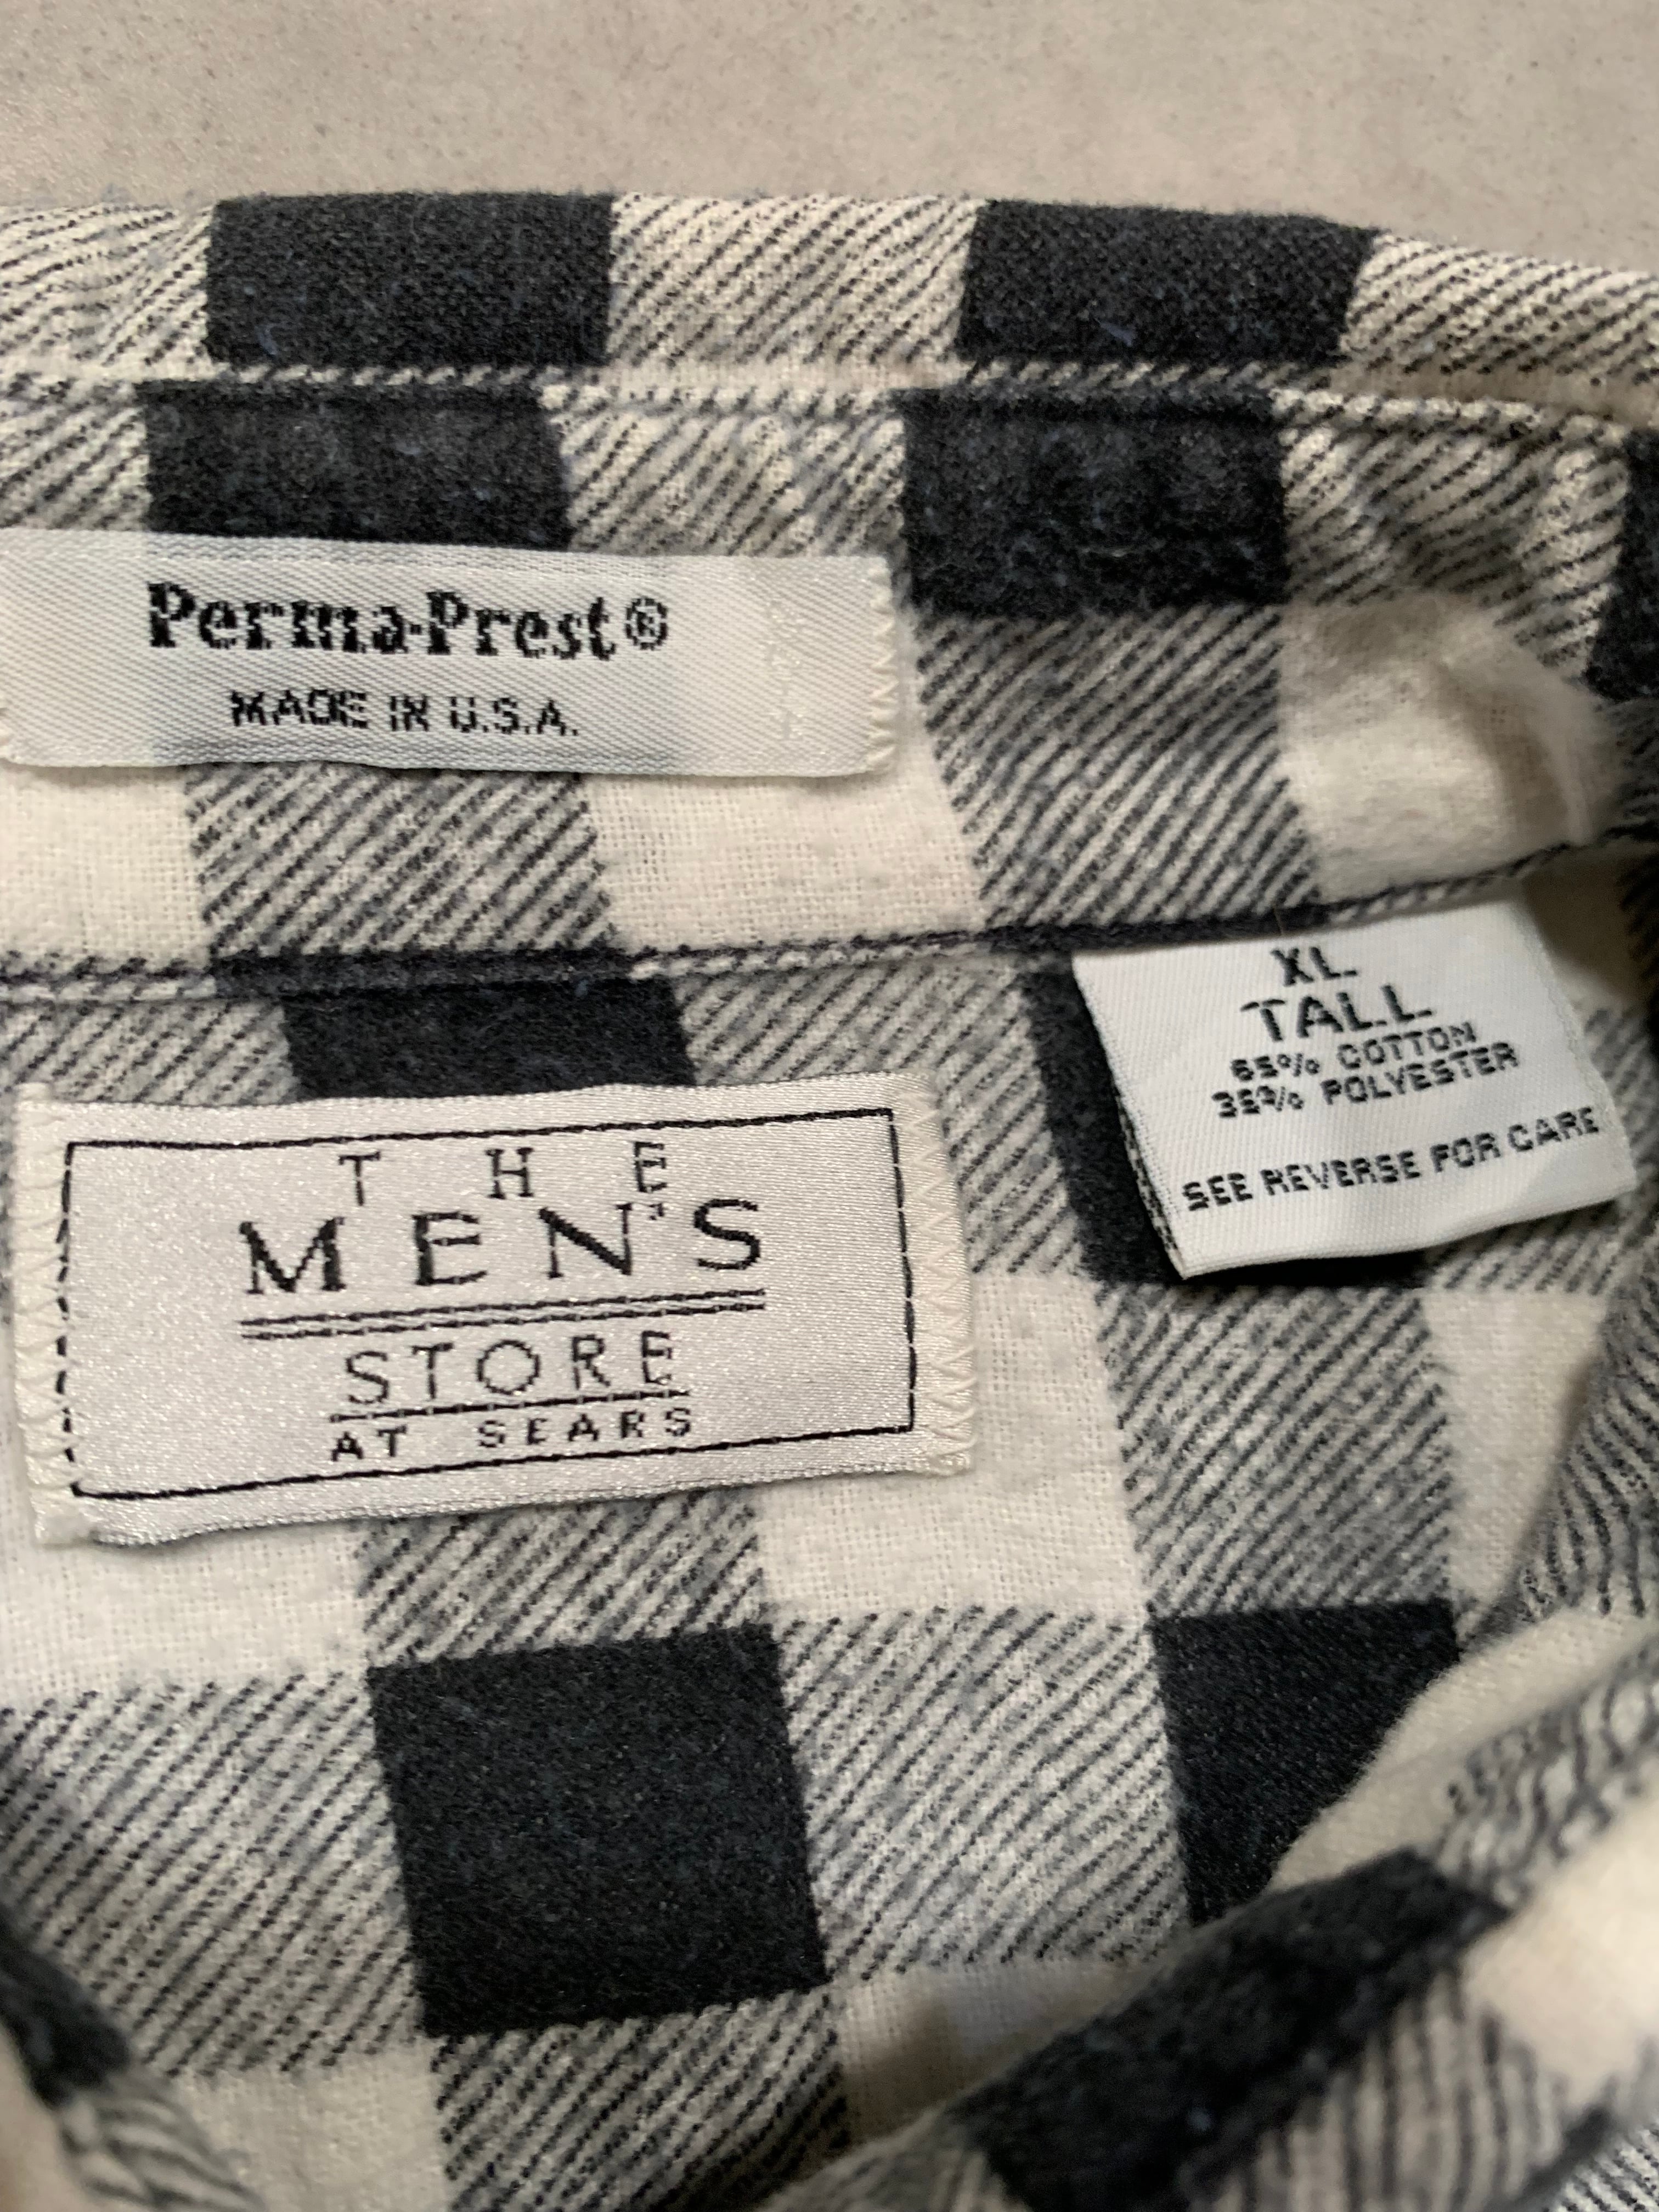 Perma-Prest®
MADE IN U.S.A.
XL
TALL
65% COTTON
35% POLYESTER
SEE REVERSE FOR CARE
THE
MEN'S
STORE
AT SEARS